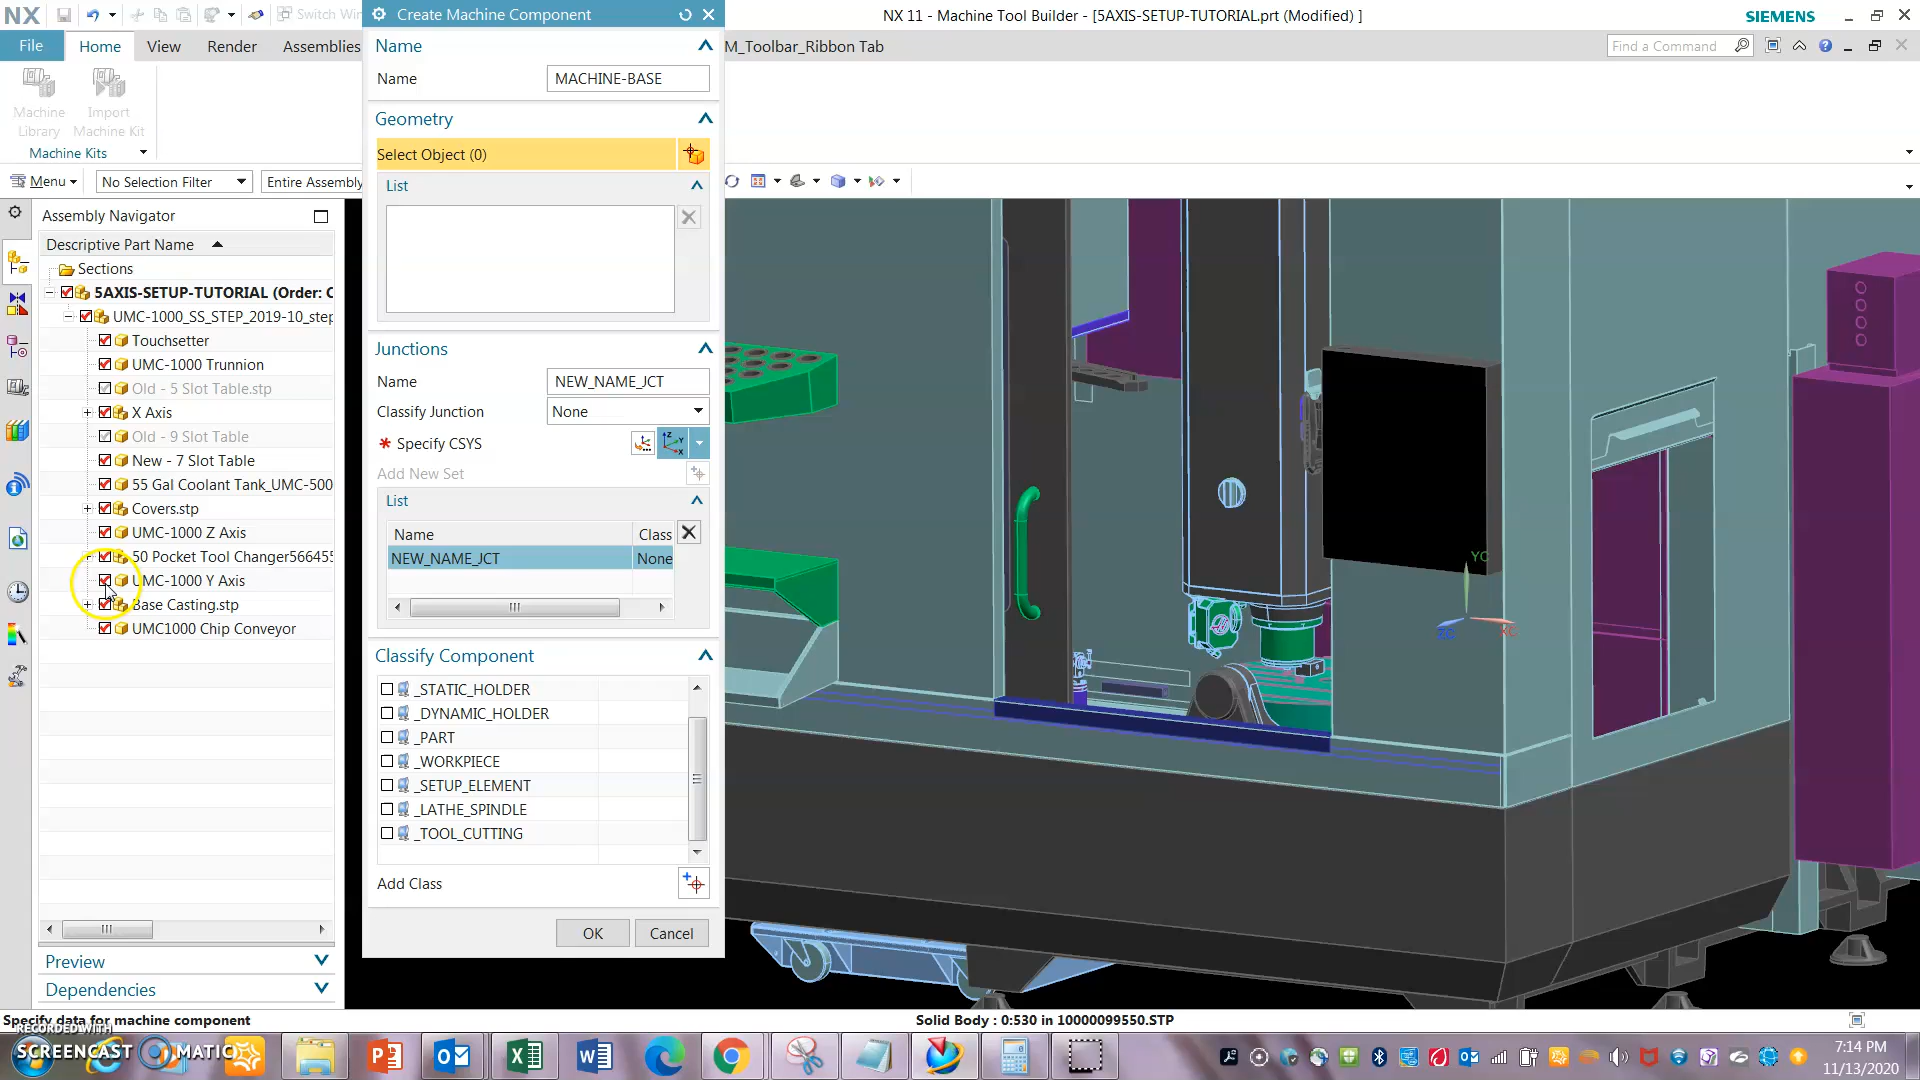 NX
Switch Win
Create Machine Component
NX 11 - Machine Tool Builder - [5AXIS-SETUP-TUTORIAL.prt (Modified) ]
SIEMENS
File
Home
View
Render
Assemblies
M_Toolbar_Ribbon Tab
Find a Command
Machine Library
Import Machine Kit
Machine Kits
Menu
No Selection Filter
Entire Assembly
Assembly Navigator
Descriptive Part Name
Sections
5AXIS-SETUP-TUTORIAL (Order: C
UMC-1000_SS_STEP_2019-10_step
Touchsetter
UMC-1000 Trunnion
Old - 5 Slot Table.stp
X Axis
Old - 9 Slot Table
New - 7 Slot Table
55 Gal Coolant Tank_UMC-500
Covers.stp
UMC-1000 Z Axis
50 Pocket Tool Changer566455
UMC-1000 Y Axis
Base Casting.stp
UMC1000 Chip Conveyor
Preview
Dependencies
Name
Name
MACHINE-BASE
Geometry
Select Object (0)
List
Junctions
Name
NEW_NAME_JCT
Classify Junction
None
* Specify CSYS
Add New Set
List
Name
Class
NEW_NAME_JCT
None
Classify Component
_STATIC_HOLDER
_DYNAMIC_HOLDER
_PART
_WORKPIECE
_SETUP_ELEMENT
_LATHE_SPINDLE
_TOOL_CUTTING
Add Class
OK
Cancel
YC
ZC
XC
Specify data for machine component
Solid Body : 0:530 in 10000099550.STP
RECORDED WITH
SCREENCAST MATIC
7:14 PM
11/13/2020